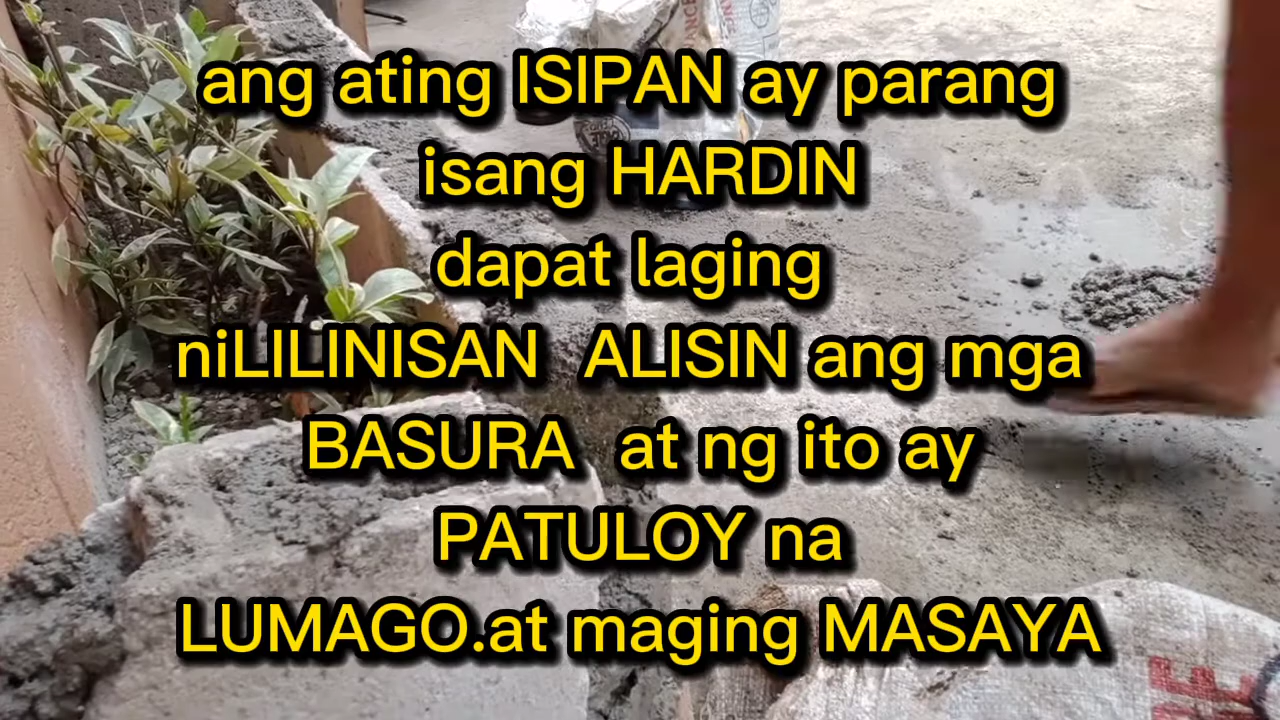 ang ating ISIPAN ay parang
isang HARDIN
dapat laging
niLILINISAN ALISIN ang mga
BASURA at ng ito ay
PATULOY na
LUMAGO.at maging MASAYA